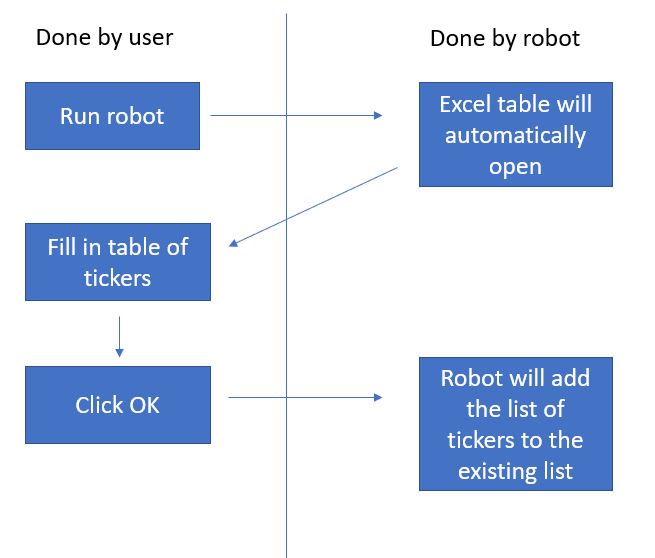 Done by user
Done by robot
Run robot
Excel table will
automatically
open
Fill in table of
tickers
Click OK
Robot will add
the list of
tickers to the
existing list